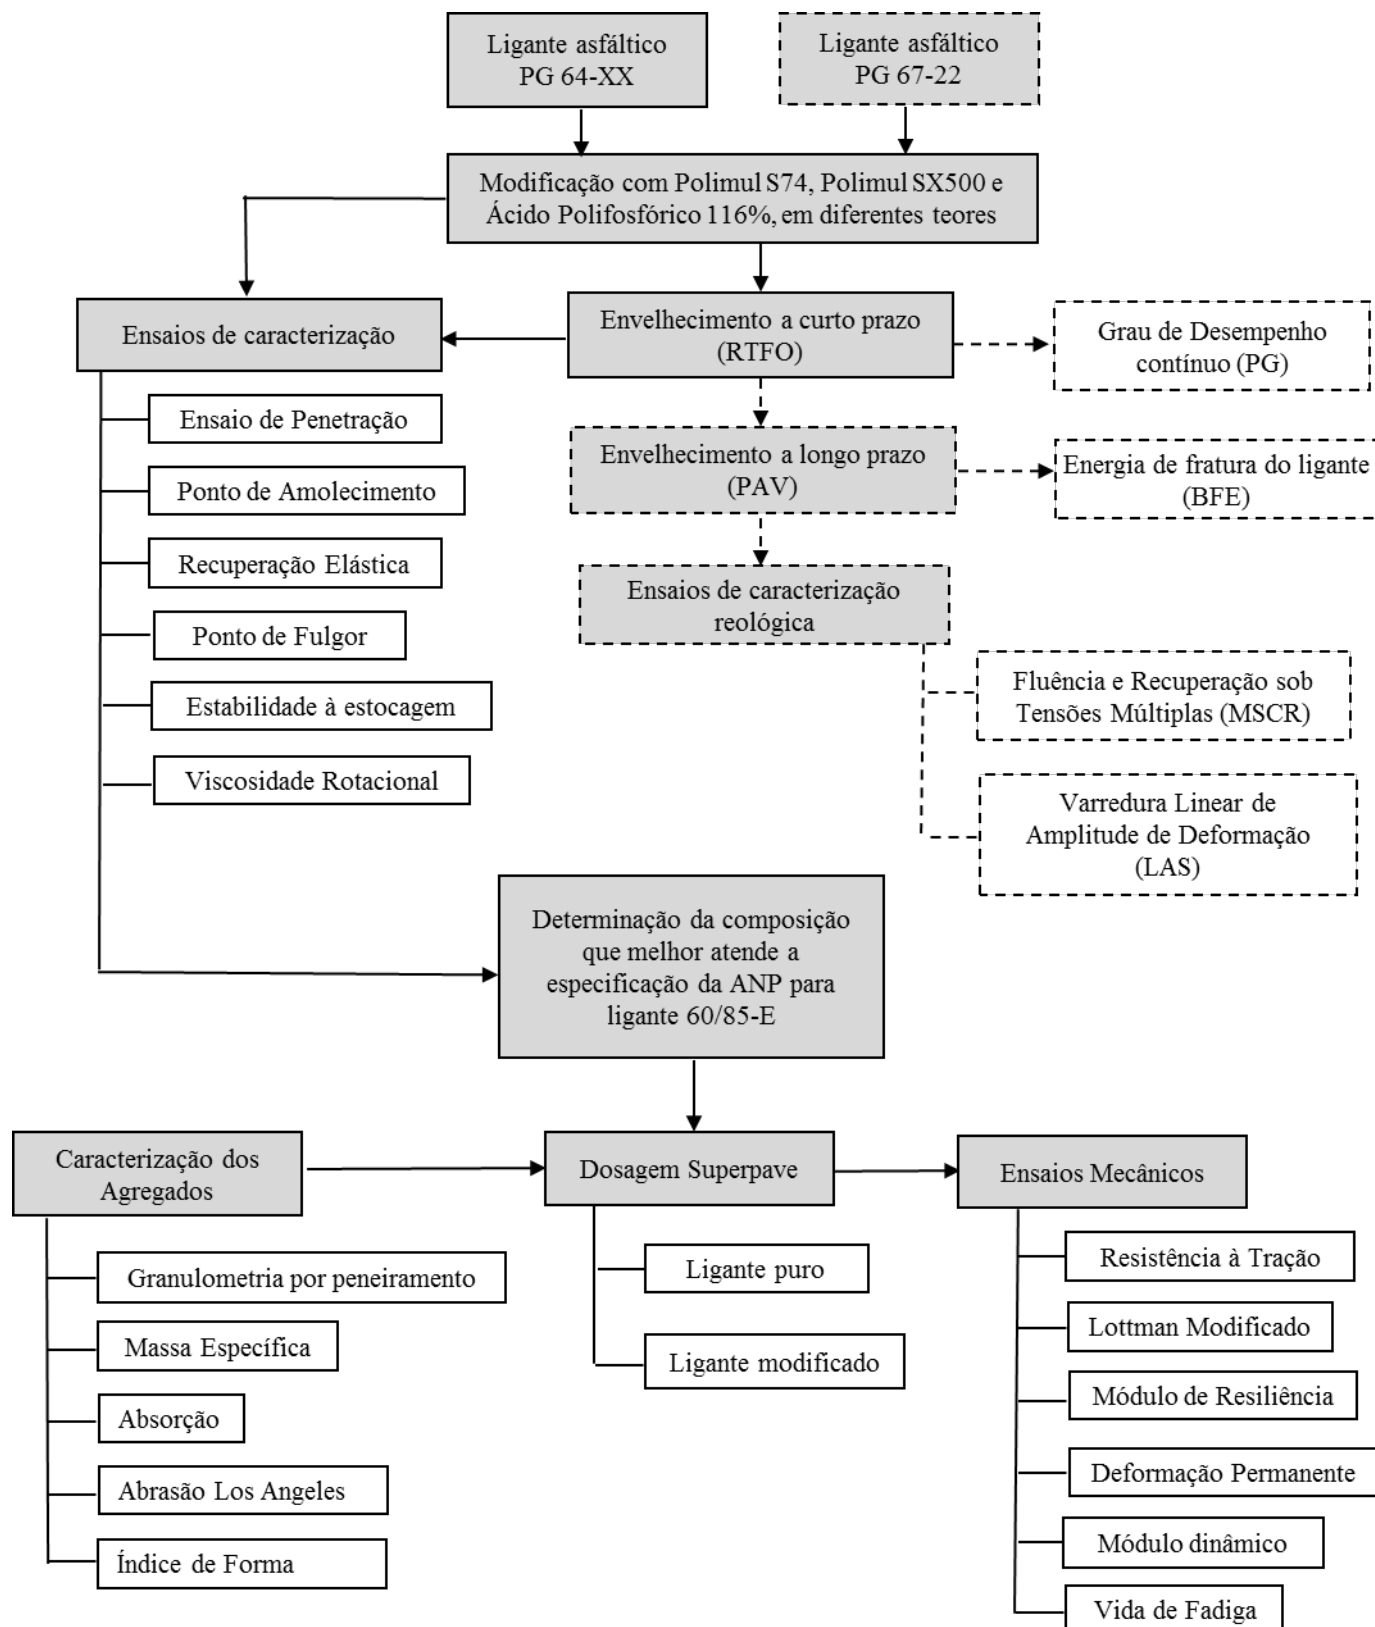 Ligante asfáltico
PG 64-XX
Ligante asfáltico
PG 67-22
Modificação com Polimul S74, Polimul SX500 e
Ácido Polifosfórico 116%, em diferentes teores
Ensaios de caracterização
Envelhecimento a curto prazo
(RTFO)
Grau de Desempenho
contínuo (PG)
Ensaio de Penetração
Ponto de Amolecimento
Recuperação Elástica
Ponto de Fulgor
Estabilidade à estocagem
Viscosidade Rotacional
Envelhecimento a longo prazo
(PAV)
Energia de fratura do ligante
(BFE)
Ensaios de caracterização
reológica
Fluência e Recuperação sob
Tensões Múltiplas (MSCR)
Varredura Linear de
Amplitude de Deformação
(LAS)
Determinação da composição
que melhor atende a
especificação da ANP para
ligante 60/85-E
Caracterização dos
Agregados
Dosagem Superpave
Ensaios Mecânicos
Granulometria por peneiramento
Massa Específica
Absorção
Abrasão Los Angeles
Índice de Forma
Ligante puro
Ligante modificado
Resistência à Tração
Lottman Modificado
Módulo de Resiliência
Deformação Permanente
Módulo dinâmico
Vida de Fadiga